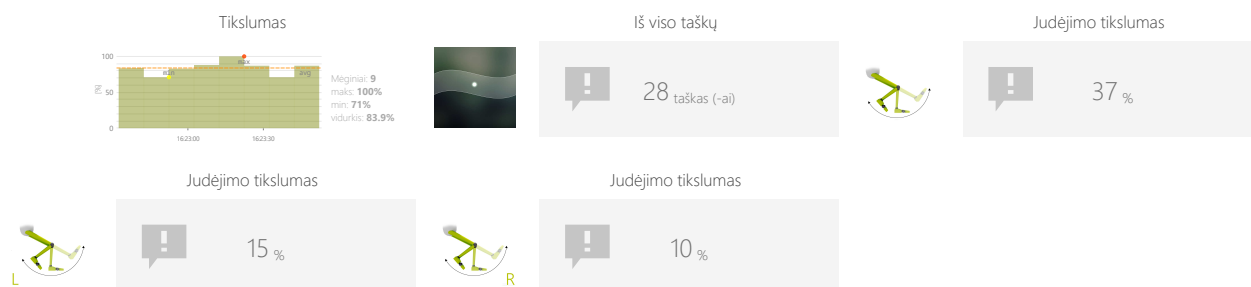 Tikslumas
100
50
0
[%]
min
max
avg
16:23:00
16:23:30
Mėginiai: 9
maks: 100%
min: 71%
vidurkis: 83.9%
Iš viso taškų
28 taškas (-ai)
Judėjimo tikslumas
37 %
Judėjimo tikslumas
L
15 %
Judėjimo tikslumas
R
10 %